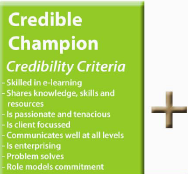 Credible
Champion
Credibility Criteria
- Skilled in e-learning
- Shares knowledge, skills and
resources
- Is passionate and tenacious
- Is client focussed
- Communicates well at all levels
- Is enterprising
- Problem solves
- Role models commitment